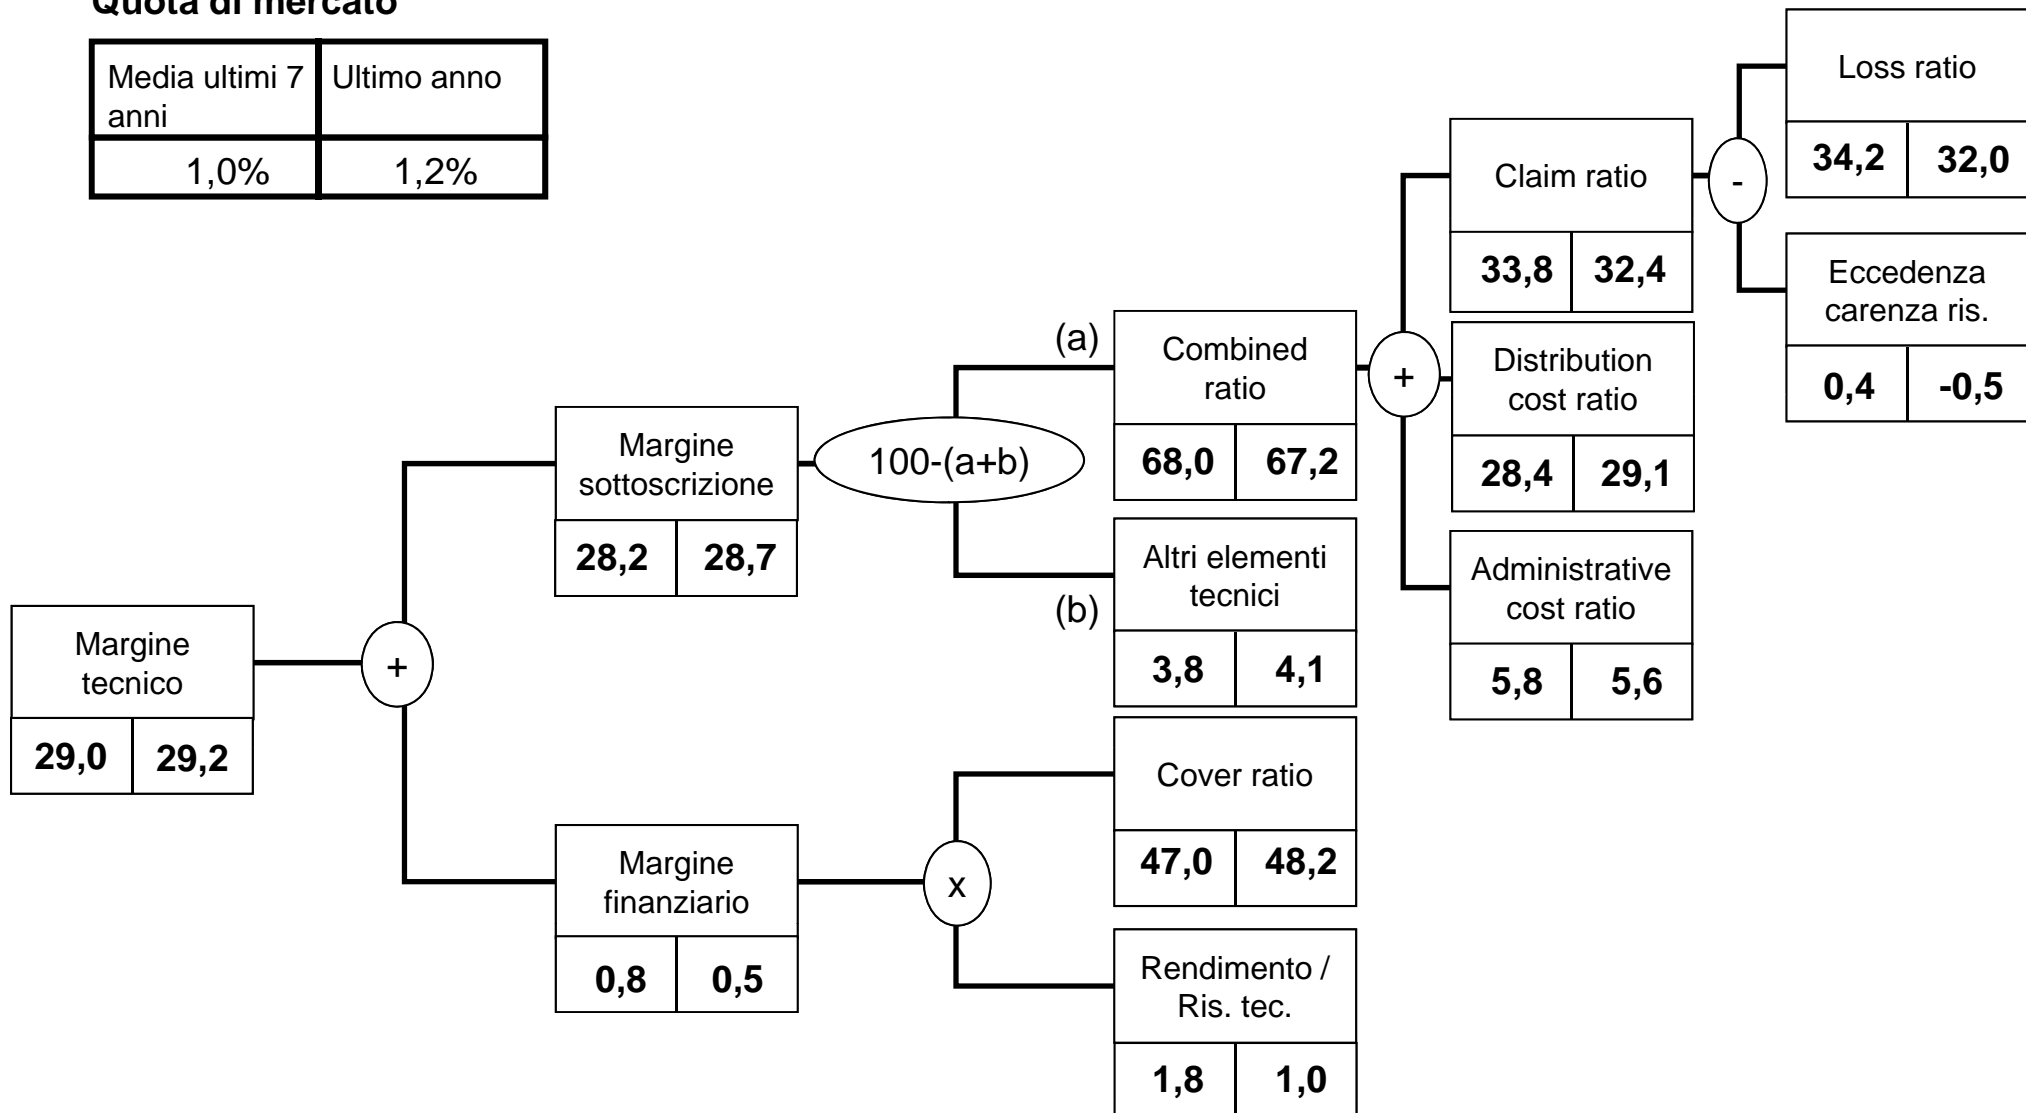 Quota di mercato
Media ultimi 7
anni
Ultimo anno
1,0%
1,2%
Loss ratio
34,2
32,0
Claim ratio
33,8
32,4
-
Eccedenza
carenza ris.
0,4
-0,5
(a)
Combined
ratio
68,0
67,2
+
Distribution
cost ratio
28,4
29,1
Margine
sottoscrizione
28,2
28,7
100-(a+b)
(b)
Altri elementi
tecnici
3,8
4,1
Administrative
cost ratio
5,8
5,6
Margine
tecnico
29,0
29,2
+
Margine
finanziario
0,8
0,5
x
Cover ratio
47,0
48,2
Rendimento /
Ris. tec.
1,8
1,0